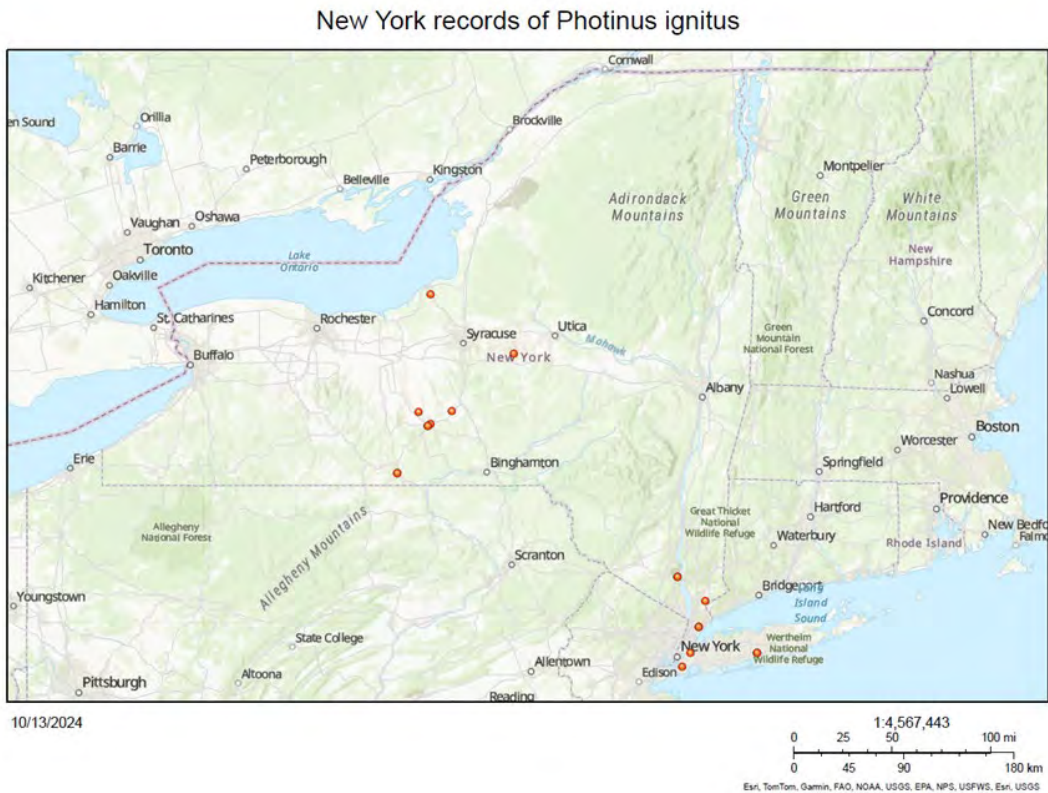 New York records of Photinus ignitus
Cornwall
en Sound
Orillia
Brockville
Barrie
Peterborough
Kingston
Belleville
Montpelier
Adirondack
Mountains
Green
Mountains
White
Mountains
Vaughan
Oshawa
Toronto
Lake
Ontario
New
Hampshire
Kitchener
Oakville
Hamilton
St. Catharines
Rochester
Syracuse
Utica
Mohawk
New York
Green
Mountain
National Forest
Concord
Buffalo
Nashua
Lowell
Albany
Boston
Worcester
Erie
Binghamton
Springfield
Providence
Allegheny
National Forest
Allegheny Mountains
Great Thicket
National
Wildlife Refuge
Hartford
Waterbury
New Bedfo
Falmo
Rhode Island
Scranton
Youngstown
Bridgeport
Long
Island
Sound
State College
New York
Wertheim
National
Wildlife Refuge
Allentown
Edison
Altoona
Pittsburgh
Reading
10/13/2024
1:4,567,443
0 25 50 100 mi
0 45 90 180 km
Esri, TomTom, Garmin, FAO, NOAA, USGS, EPA, NPS, USFWS, Esri, USGS